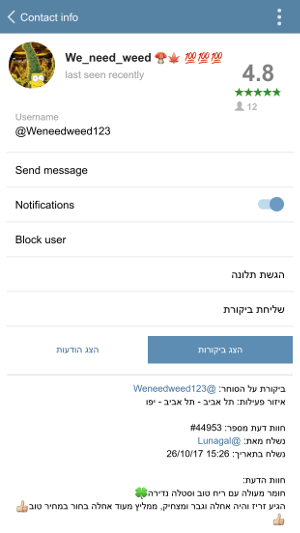 Contact info
We_need_weed 🍄🍁 💯💯💯
last seen recently
4.8
★★★★★
12
Username
@Weneedweed123
Send message
Notifications
Block user
הגשת תלונה
שליחת ביקורת
הצג ביקורות
הצג הודעות
ביקורת על הסוחר: @Weneedweed123
איזור פעילות: תל אביב - תל אביב - יפו
חוות דעת מספר: #44953
נשלח מאת: @Lunagal
נשלח בתאריך: 26/10/17 15:26
חוות הדעת:
חומר מעולה עם ריח טוב וסטלה נדירה🍀
הגיע זריז והיה אחלה וגבר ומצחיק, ממליץ מעוד אחלה בחור במחיר טוב👍🏻
👍🏻